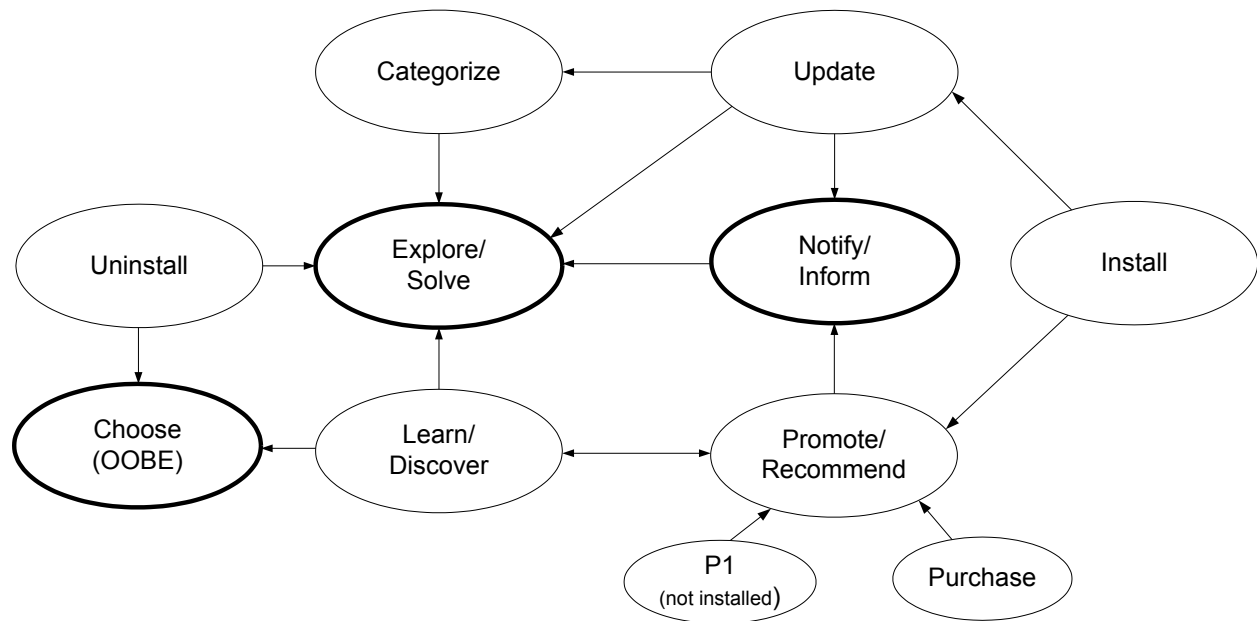 Categorize
Update
Uninstall
Explore/
Solve
Notify/
Inform
Install
Choose
(OOBE)
Learn/
Discover
Promote/
Recommend
P1
(not installed)
Purchase